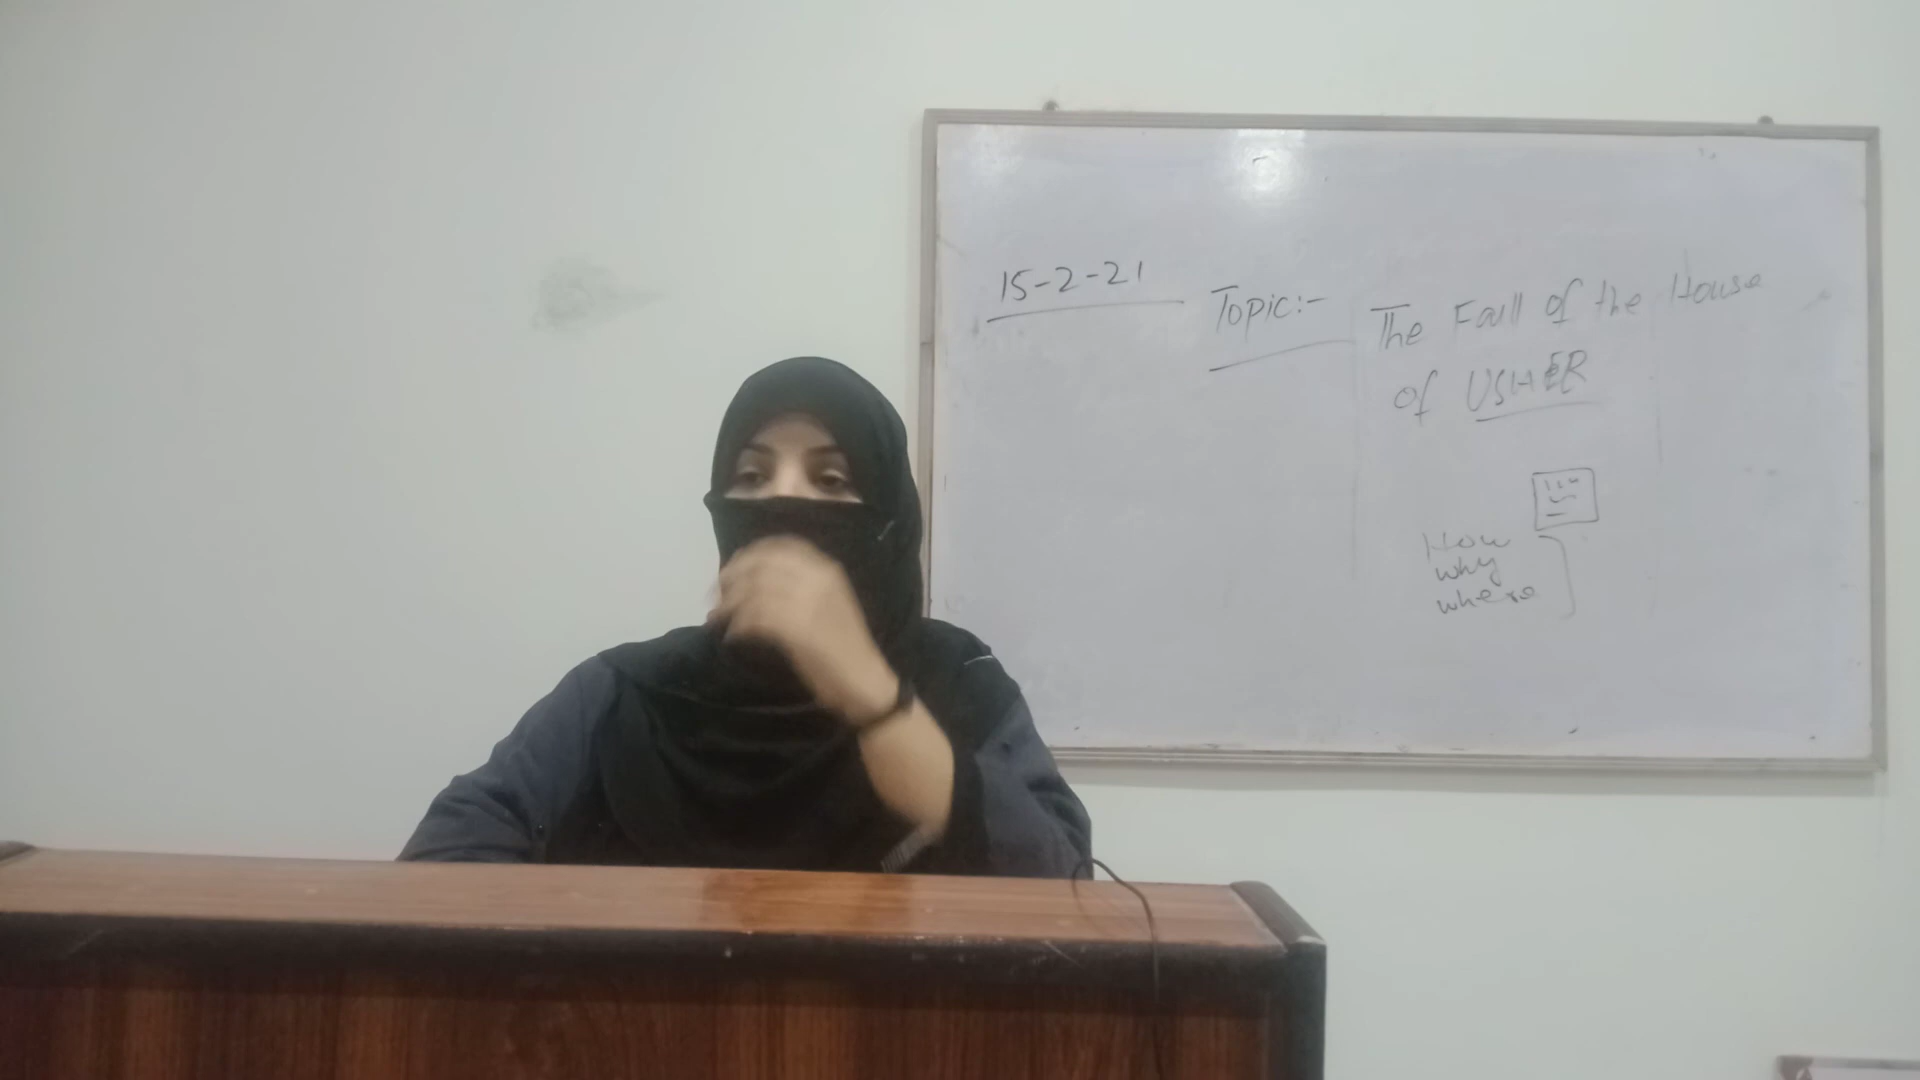 15-2-21
Topic:- The Fall of the House
of USHER
How
why
where